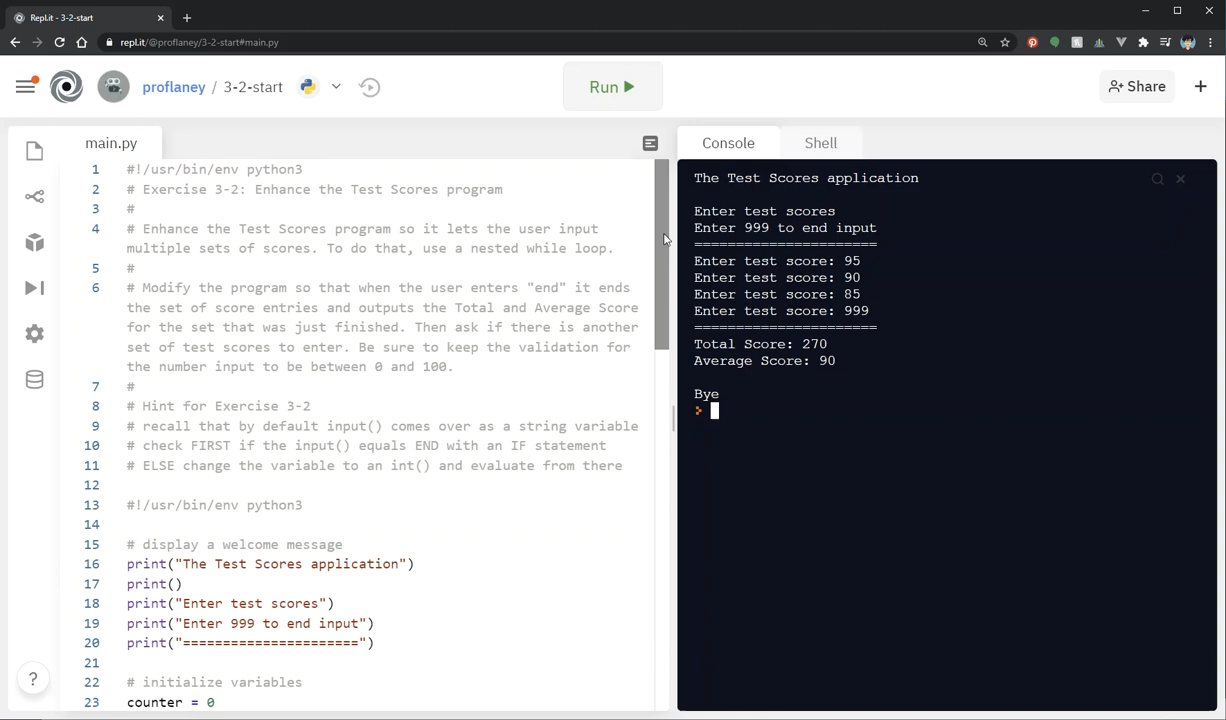 Repl.it - 3-2-start
repl.it/@proflaney/3-2-start#main.py
proflaney / 3-2-start
Run
Share
main.py
1 #!/usr/bin/env python3
2 # Exercise 3-2: Enhance the Test Scores program
3 #
4 # Enhance the Test Scores program so it lets the user input
multiple sets of scores. To do that, use a nested while loop.
5 #
6 # Modify the program so that when the user enters "end" it ends
the set of score entries and outputs the Total and Average Score
for the set that was just finished. Then ask if there is another
set of test scores to enter. Be sure to keep the validation for
the number input to be between 0 and 100.
7 #
8 # Hint for Exercise 3-2
9 # recall that by default input() comes over as a string variable
10 # check FIRST if the input() equals END with an IF statement
11 # ELSE change the variable to an int() and evaluate from there
12
13 #!/usr/bin/env python3
14
15 # display a welcome message
16 print("The Test Scores application")
17 print()
18 print("Enter test scores")
19 print("Enter 999 to end input")
20 print("======================")
21
22 # initialize variables
23 counter = 0
?
Console Shell
The Test Scores application
Enter test scores
Enter 999 to end input
======================
Enter test score: 95
Enter test score: 90
Enter test score: 85
Enter test score: 999
======================
Total Score: 270
Average Score: 90
Bye
>